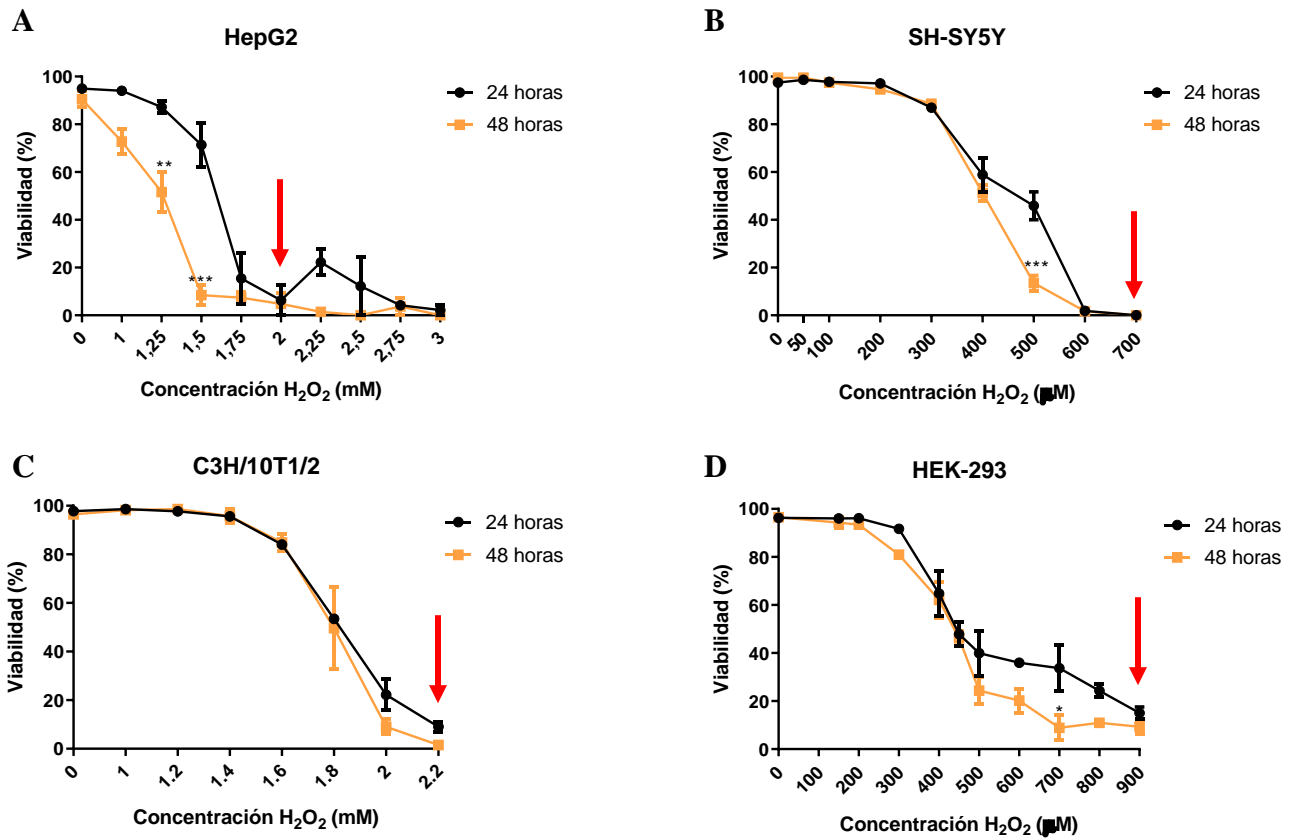 A
HepG2
Viabilidad (%)
100
80
60
40
20
0
**
***
24 horas
48 horas
0
1
1,25
1,5
1,75
2
2,25
2,5
2,75
3
Concentración H₂O₂ (mM)
B
SH-SY5Y
Viabilidad (%)
100
80
60
40
20
0
***
24 horas
48 horas
0
50
100
200
300
400
500
600
700
Concentración H₂O₂ (μM)
C
C3H/10T1/2
Viabilidad (%)
100
80
60
40
20
0
24 horas
48 horas
0
1
1.2
1.4
1.6
1.8
2
2.2
Concentración H₂O₂ (mM)
D
HEK-293
Viabilidad (%)
100
80
60
40
20
0
*
24 horas
48 horas
0
100
200
300
400
500
600
700
800
900
Concentración H₂O₂ (μM)